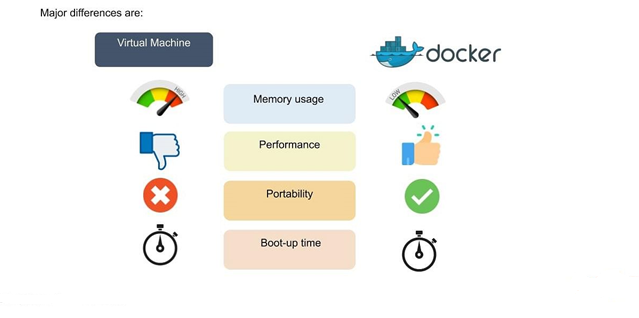 Major differences are:
Virtual Machine
docker
HIGH
Memory usage
LOW
Performance
Portability
Boot-up time